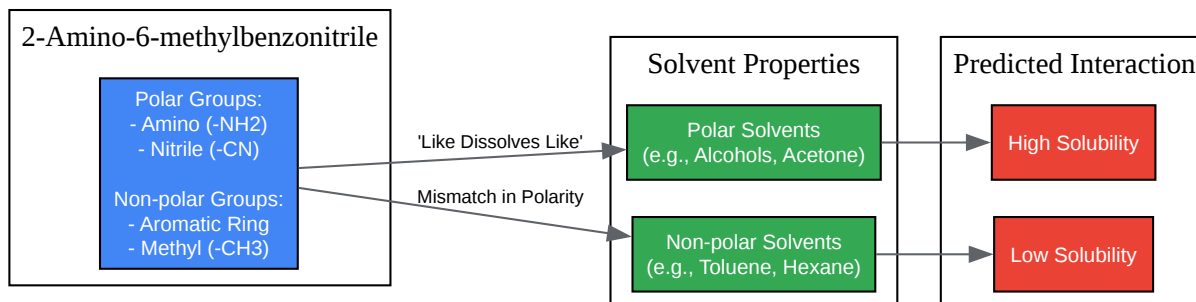 2-Amino-6-methylbenzonitrile
Polar Groups:
- Amino (-NH2)
- Nitrile (-CN)
Non-polar Groups:
- Aromatic Ring
- Methyl (-CH3)
'Like Dissolves Like'
Mismatch in Polarity
Solvent Properties
Polar Solvents
(e.g., Alcohols, Acetone)
Non-polar Solvents
(e.g., Toluene, Hexane)
Predicted Interaction
High Solubility
Low Solubility